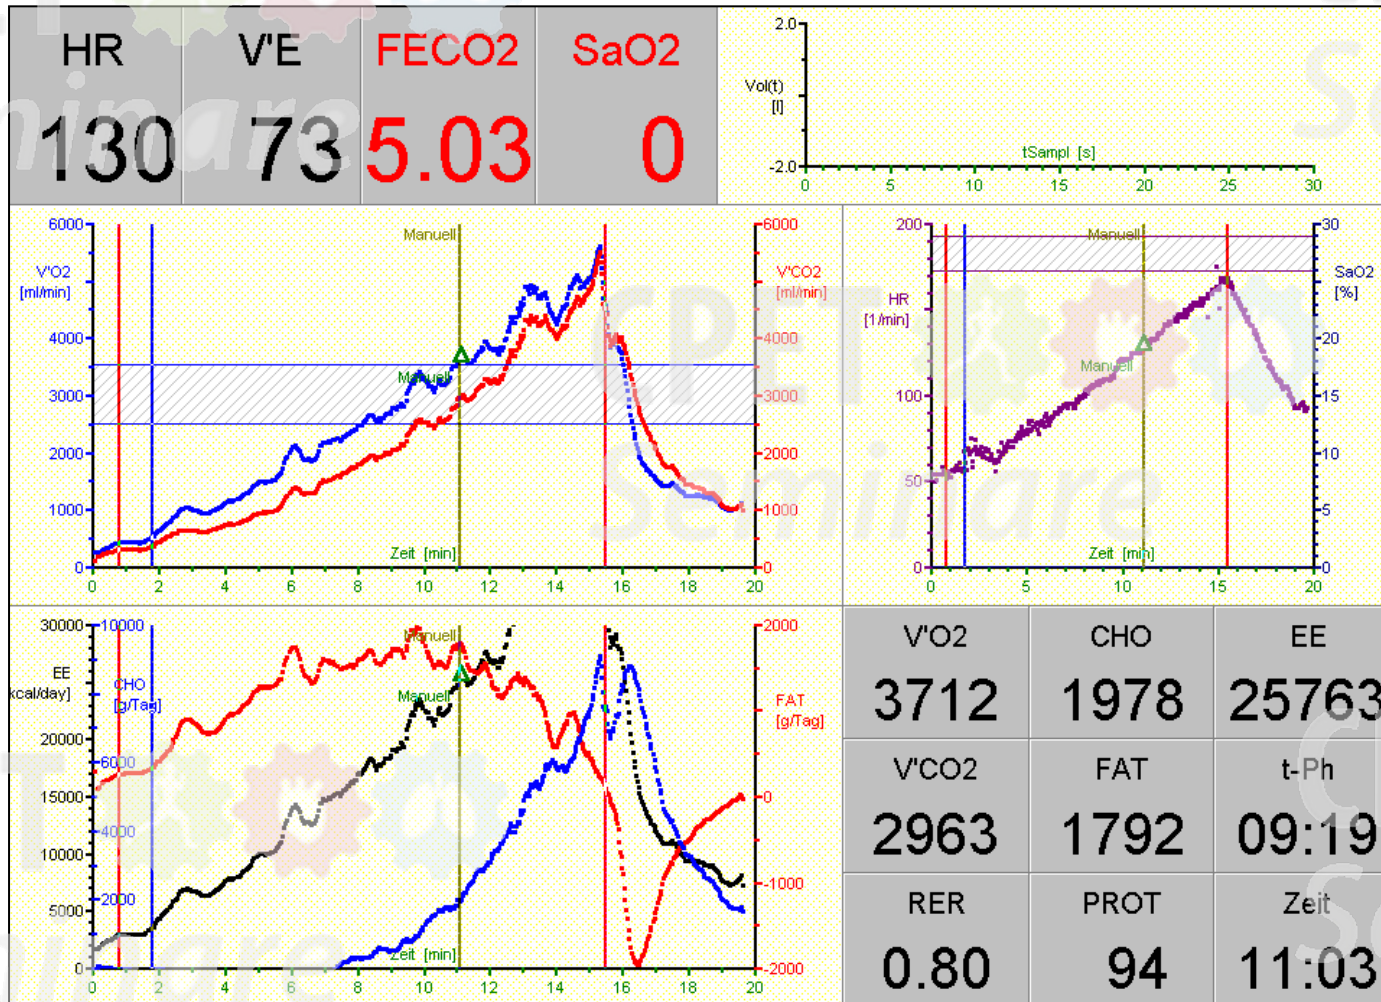 HR V'E FECO2 SaO2
130 73 5.03 0
2.0
Vol(t)
[l]
-2.0
tSampl [s]
0 5 10 15 20 25 30
6000
V'O2
[ml/min]
4000
3000
2000
1000
0
Manuell
Manuell
Zeit [min]
6000
V'CO2
[ml/min]
4000
3000
2000
1000
0
0 2 4 6 8 10 12 14 16 18 20
200
HR
[1/min]
100
50
0
Manuell
Manuell
Zeit [min]
30
SaO2
[%]
20
15
10
5
0
0 5 10 15 20
30000
EE
kcal/day]
20000
15000
10000
5000
0
10000
CHO
[g/Tag]
6000
4000
2000
Manuell
Manuell
Zeit [min]
2000
FAT
[g/Tag]
0
-1000
-2000
0 2 4 6 8 10 12 14 16 18 20
V'O2 CHO EE
3712 1978 25763
V'CO2 FAT t-Ph
2963 1792 09:19
RER PROT Zeit
0.80 94 11:03
CPET
Seminare